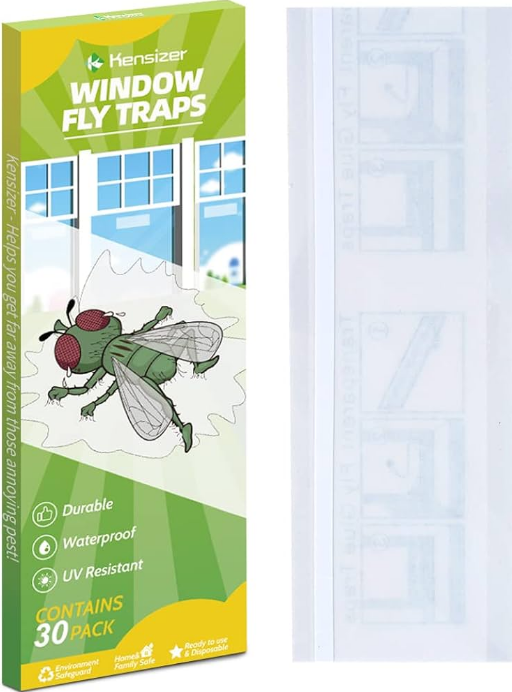 Kensizer
WINDOW
FLY TRAPS
Kensizer - Helps you get far away from those annoying pest!
Durable
Waterproof
UV Resistant
CONTAINS
30 PACK
Environment
Safeguard
Home&
Family Safe
Ready to use
& Disposable
Fly Glue Traps
Transparent Fly Glue Traps